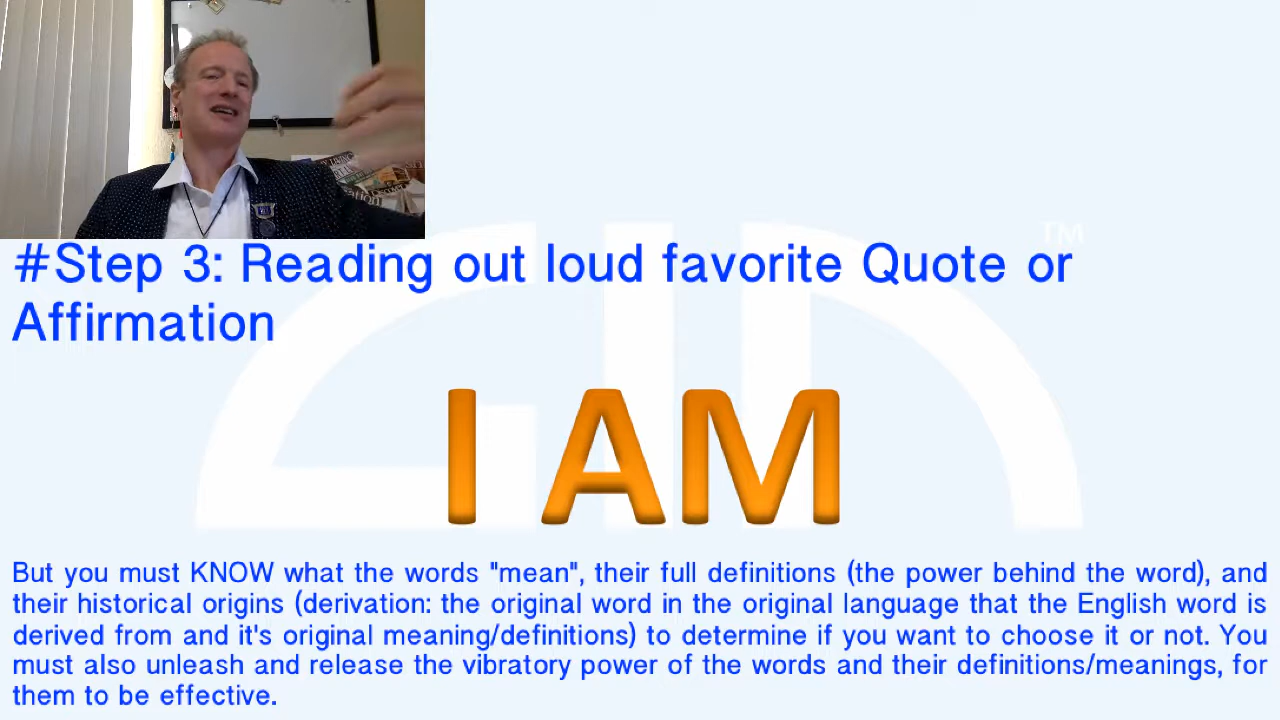 TM
#Step 3: Reading out loud favorite Quote or
Affirmation
I AM
But you must KNOW what the words "mean", their full definitions (the power behind the word), and
their historical origins (derivation: the original word in the original language that the English word is
derived from and it's original meaning/definitions) to determine if you want to choose it or not. You
must also unleash and release the vibratory power of the words and their definitions/meanings, for
them to be effective.